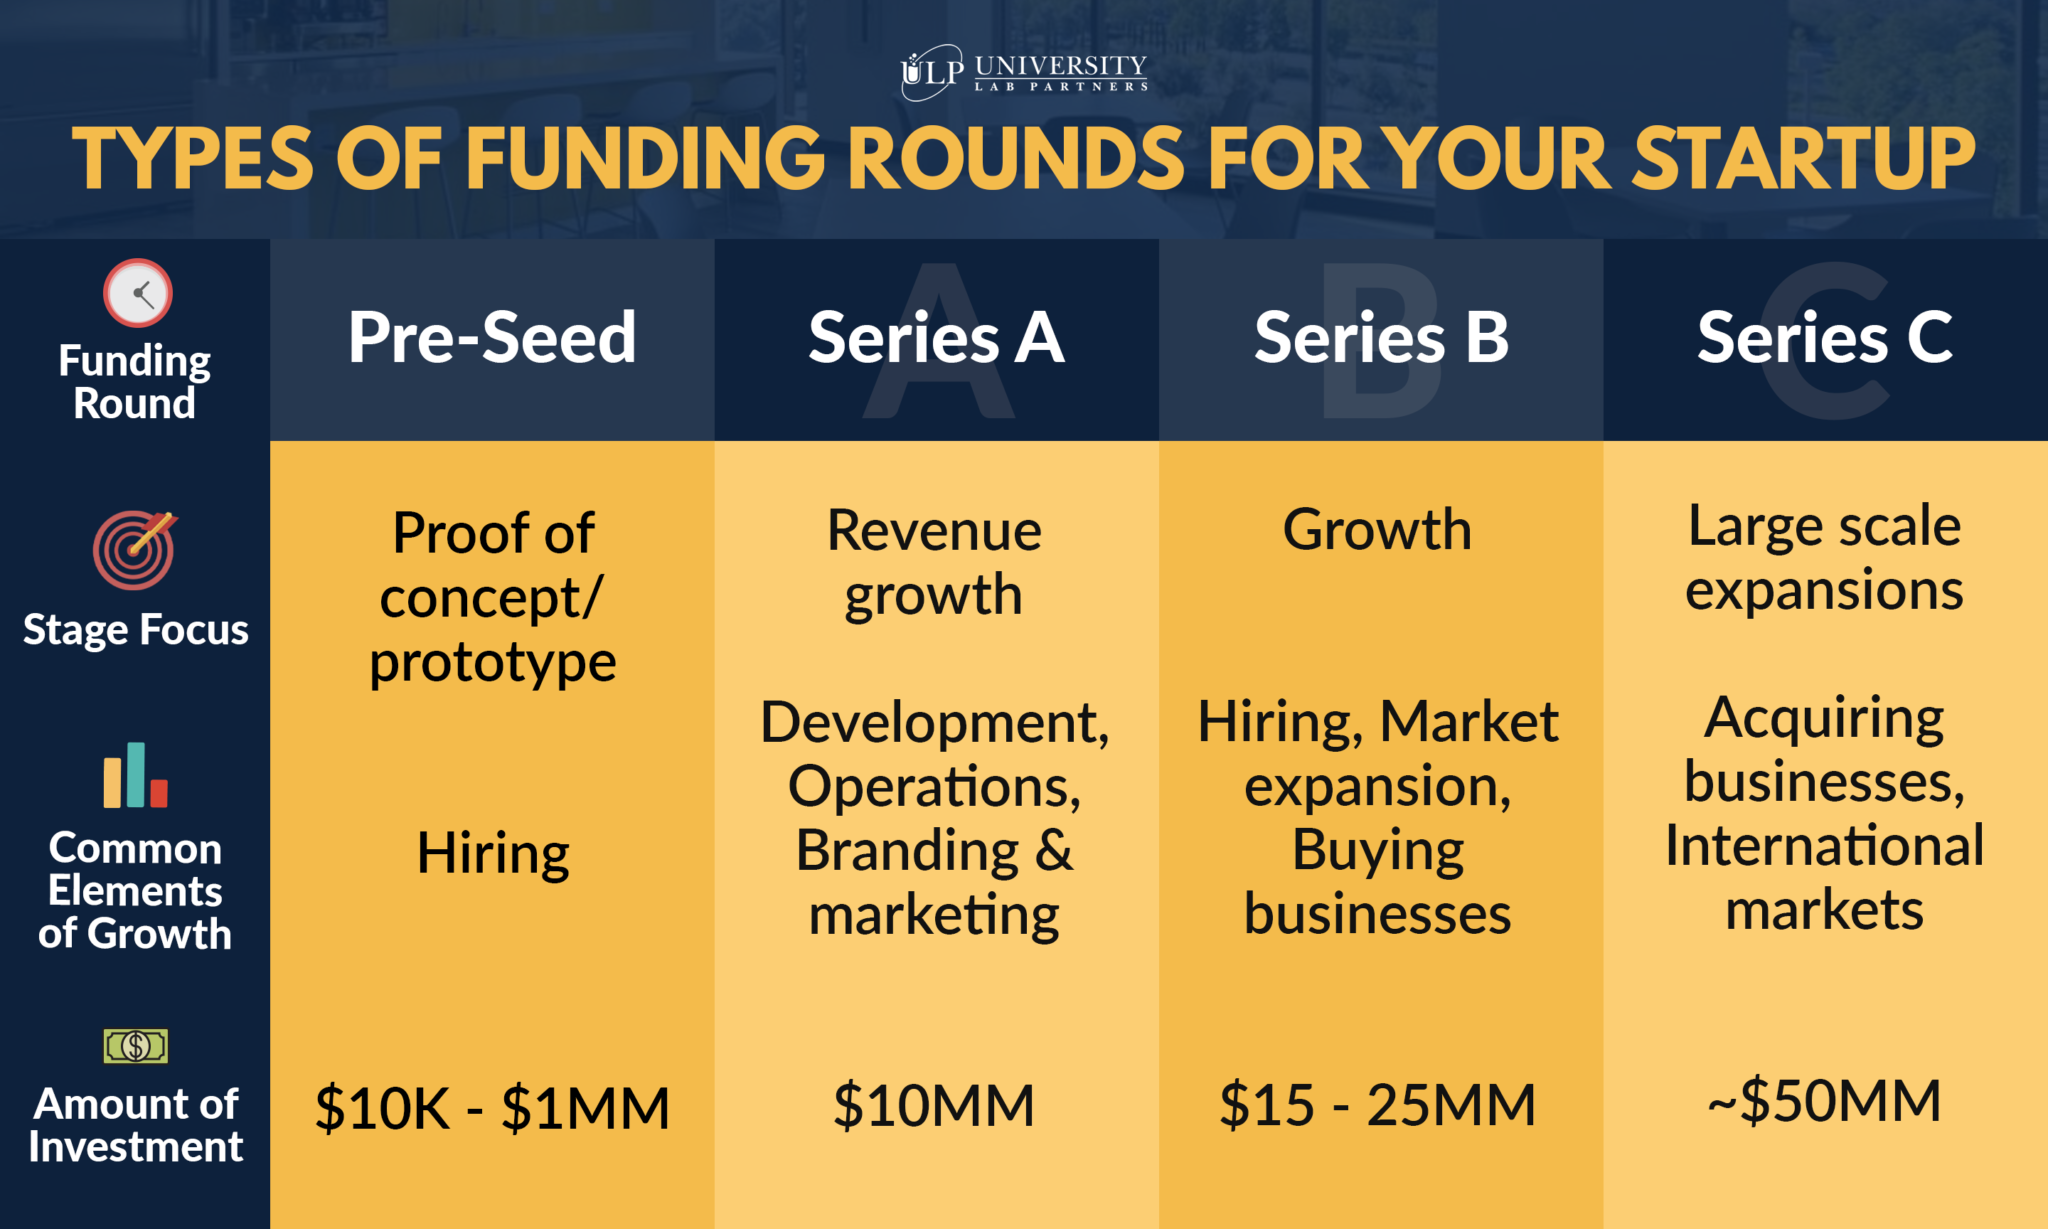 ULP UNIVERSITY
LAB PARTNERS
TYPES OF FUNDING ROUNDS FOR YOUR STARTUP
Funding
Round
Pre-Seed
A
Series A
B
Series B
C
Series C
Stage Focus
Proof of
concept/
prototype
Revenue
growth
Growth
Large scale
expansions
Common
Elements
of Growth
Hiring
Development,
Operations,
Branding &
marketing
Hiring, Market
expansion,
Buying
businesses
Acquiring
businesses,
International
markets
$
Amount of
Investment
$10K - $1MM
$10MM
$15 - 25MM
~$50MM